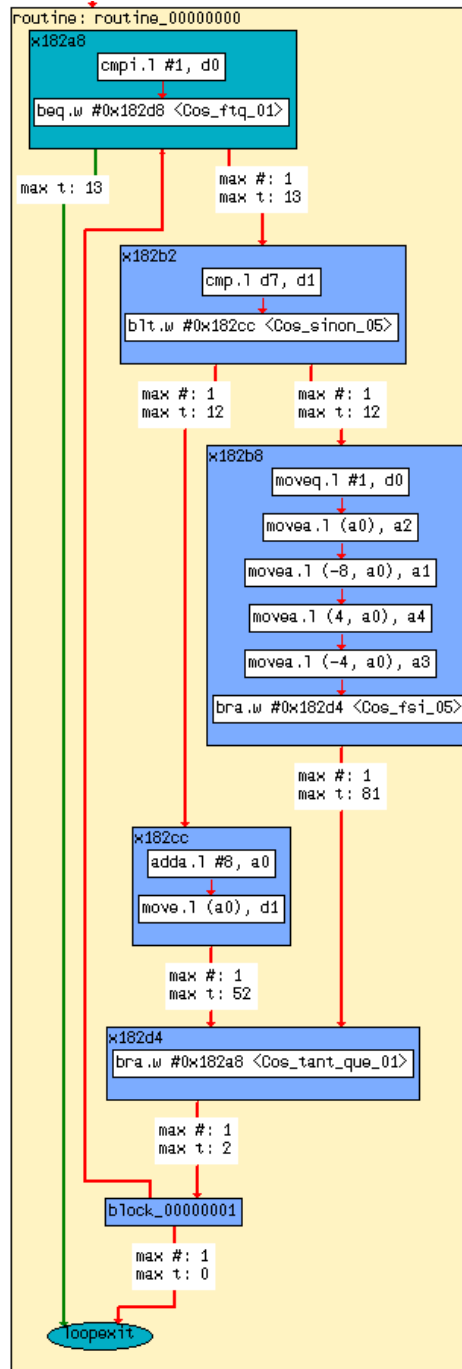 routine: routine_00000000
x182a8
cmpi.l #1, d0
beq.w #0x182d8 <Cos_ftq_01>
max t: 13
max #: 1
max t: 13
x182b2
cmp.l d7, d1
blt.w #0x182cc <Cos_sinon_05>
max #: 1
max t: 12
max #: 1
max t: 12
x182b8
moveq.l #1, d0
movea.l (a0), a2
movea.l (-8, a0), a1
movea.l (4, a0), a4
movea.l (-4, a0), a3
bra.w #0x182d4 <Cos_fsi_05>
max #: 1
max t: 81
x182cc
adda.l #8, a0
move.l (a0), d1
max #: 1
max t: 52
x182d4
bra.w #0x182a8 <Cos_tant_que_01>
max #: 1
max t: 2
block_00000001
max #: 1
max t: 0
loopexit